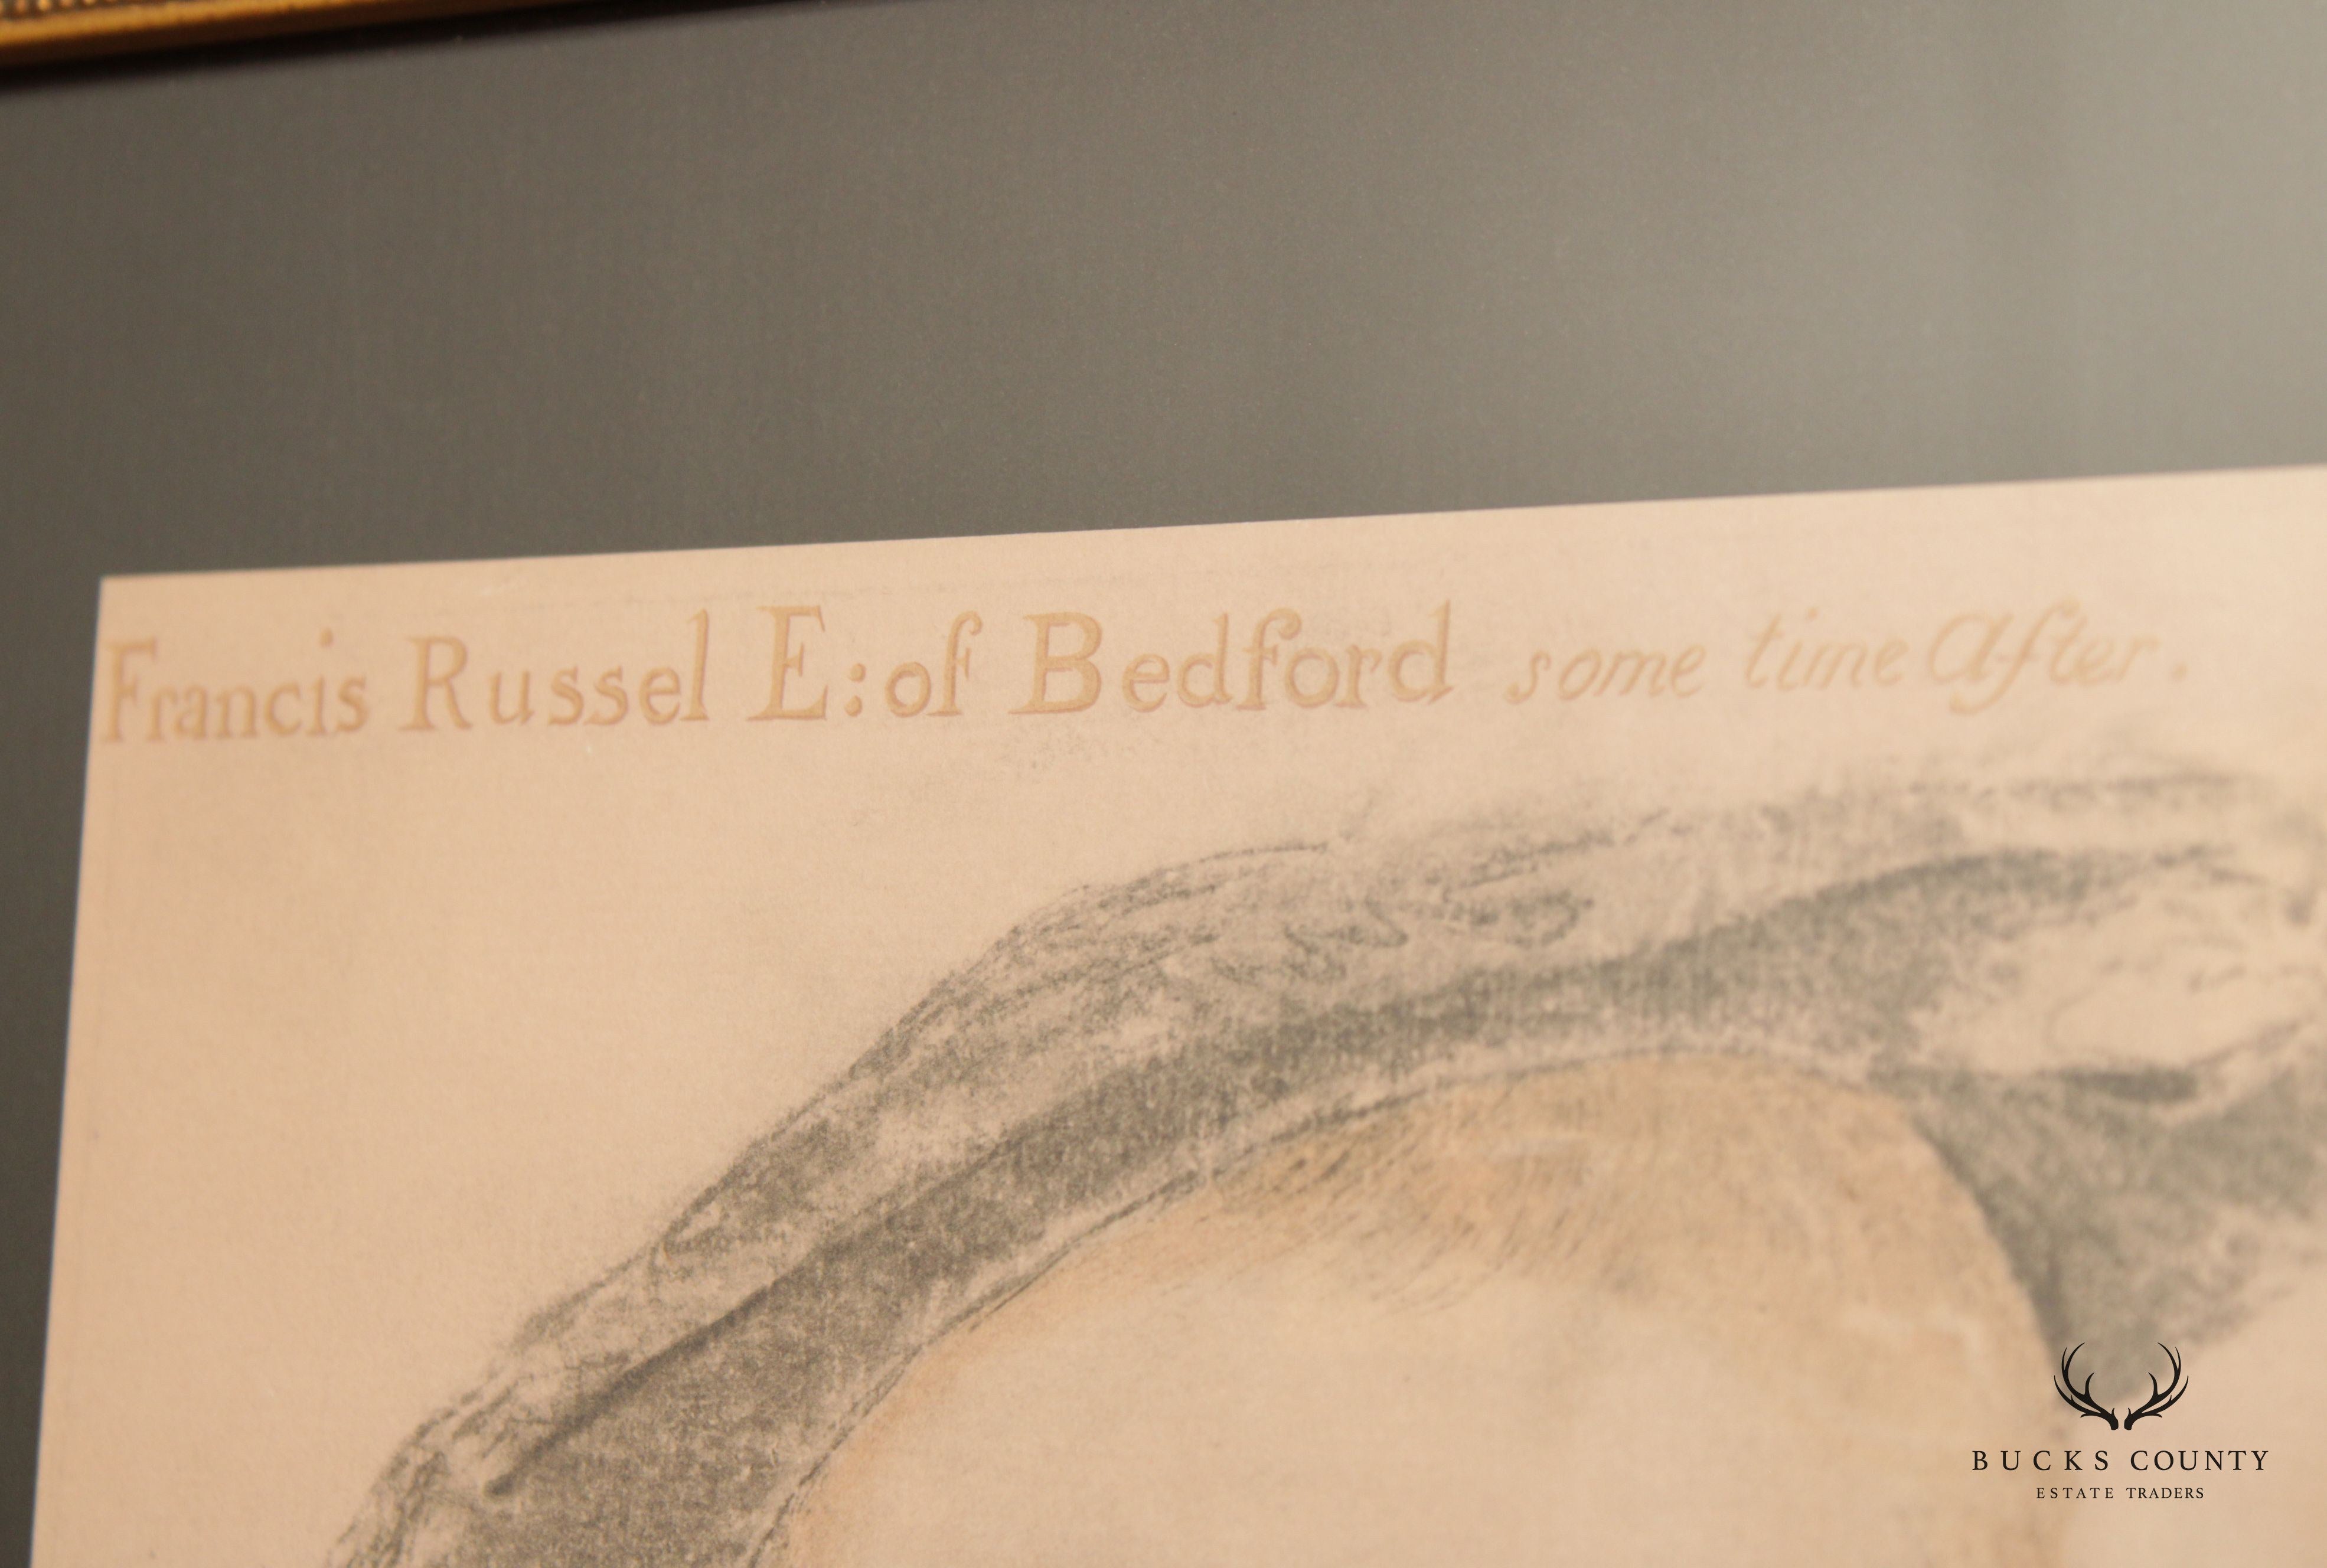 Francis Russel E: of Bedford some time After.
BUCKS COUNTY
ESTATE TRADERS